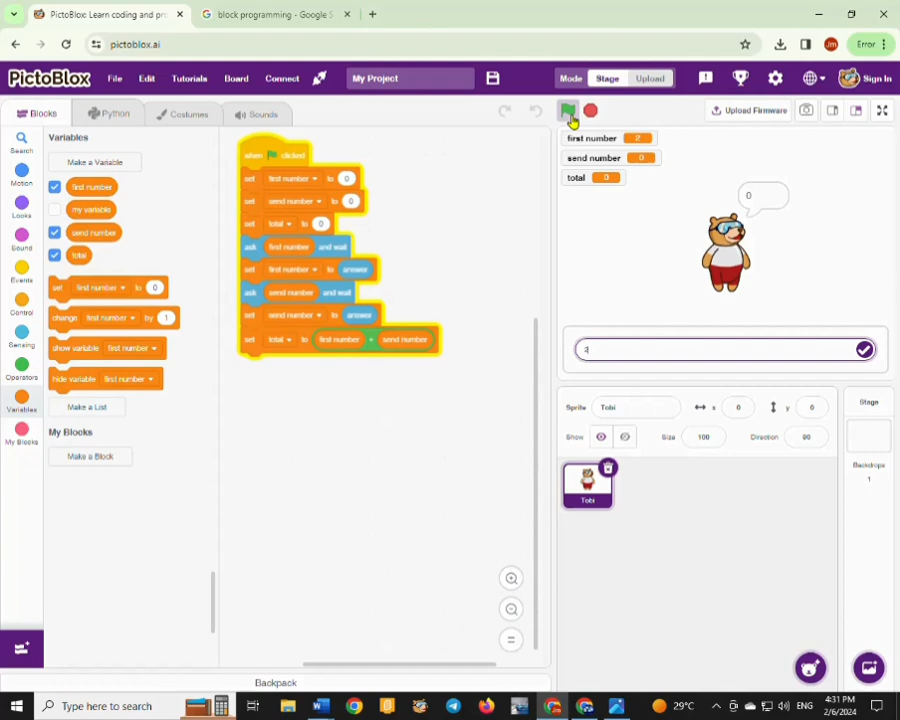 PictoBlox Learn coding and pr
block programming - Google S
pictoblox.ai
Jm
Error
PictoBlox
File
Edit
Tutorials
Board
Connect
My Project
Mode
Stage
Upload
Sign In
Blocks
Python
Costumes
Sounds
Upload Firmware
Search
Motion
Looks
Sound
Events
Control
Sensing
Operators
Variables
My Blocks
Variables
Make a Variable
first number
my variable
send number
total
set first number to 0
change first number by 1
show variable first number
hide variable first number
Make a List
My Blocks
Make a Block
when clicked
set first number to 0
set send number to 0
set total to 0
ask first number and wait
set first number to answer
ask send number and wait
set send number to answer
set total to first number + send number
Backpack
first number 2
send number 0
total 0
0
2
Sprite Tobi x 0 y 0
Show Size 100 Direction 90
Tobi
Stage
Backdrops
1
Type here to search
29°C
ENG
4:31 PM
2/6/2024